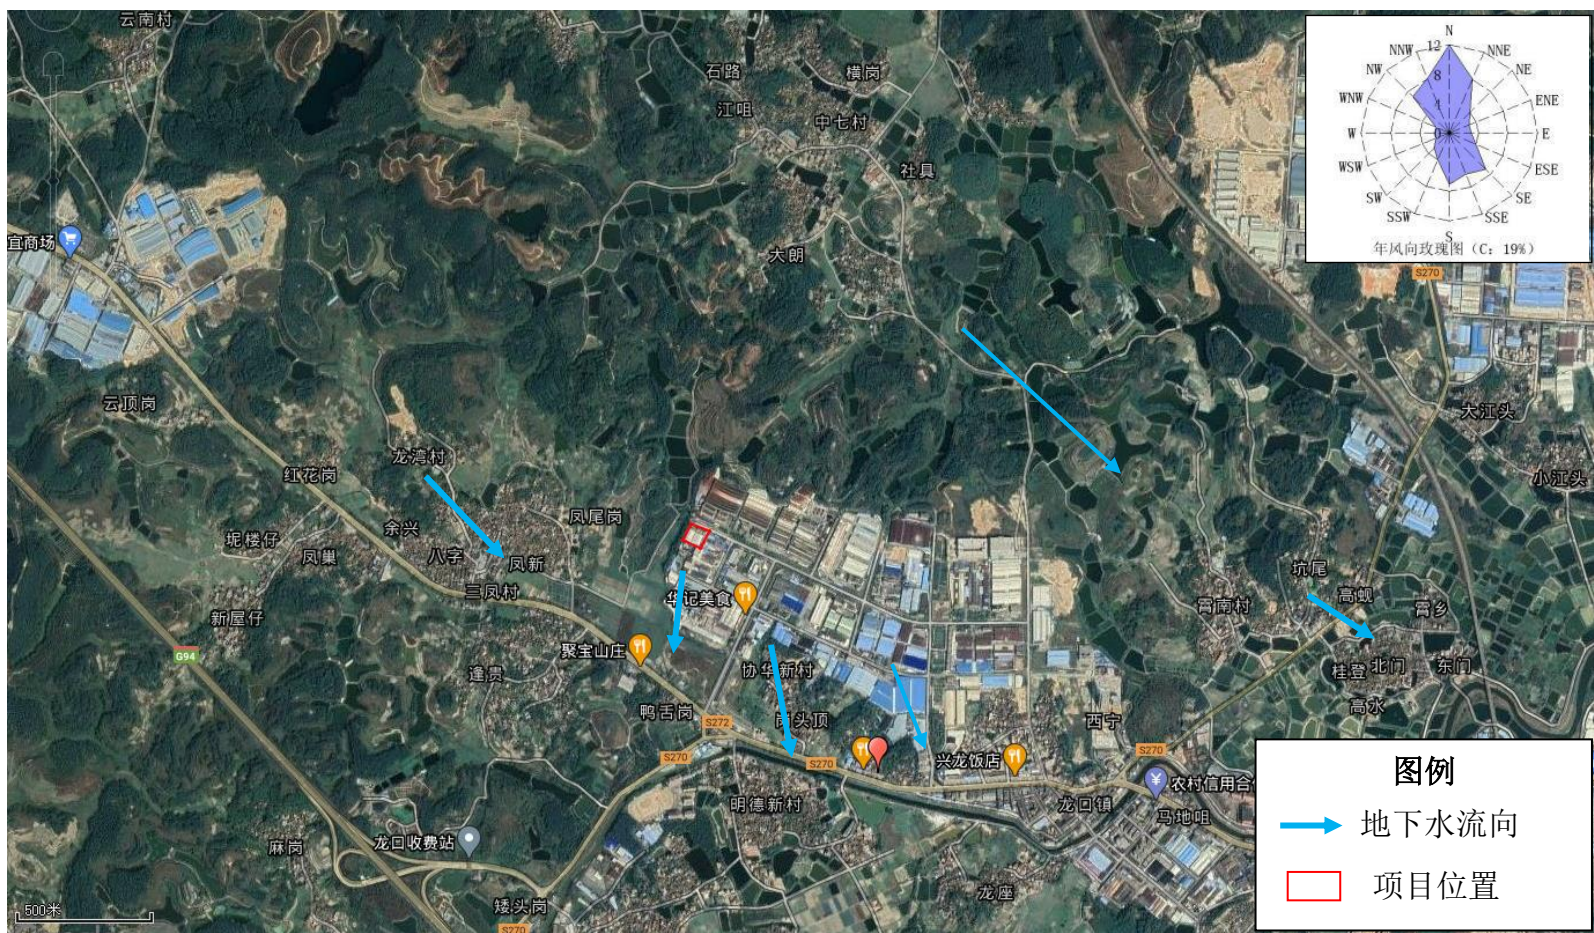 云南村
石路
横岗
江咀
中七村
社具
大朗
宜商场
N
NNE
NE
ENE
E
ESE
SE
SSE
S
SSW
SW
WSW
W
WNW
NW
NNW
12
8
4
0
年风向玫瑰图（C：19%）
S270
云顶岗
大江头
小江头
龙湾村
红花岗
凤尾岗
余兴
坭楼仔
凤巢
八字
凤新
三凤村
新屋仔
华记美食
坑尾
高蚬
霄南村
霄乡
G94
聚宝山庄
逢贵
协华新村
桂登
北门
东门
高水
鸭舌岗
岗头顶
西宁
S272
S270
S270
S270
兴龙饭店
农村信用合
明德新村
龙口镇
马地咀
麻岗
龙口收费站
龙座
矮头岗
S270
500米
图例
地下水流向
项目位置